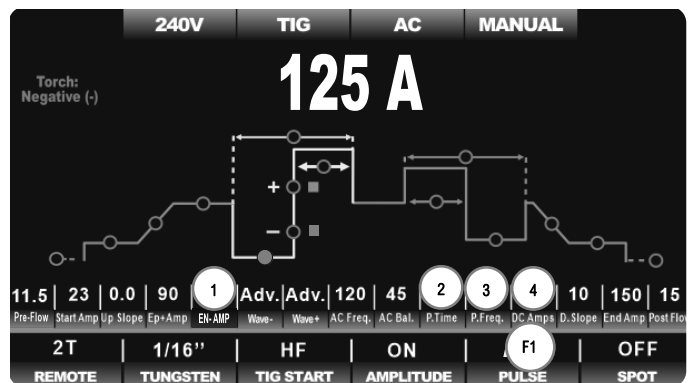 240V TIG AC MANUAL
125 A
Torch:
Negative (-)
+
−
11.5 23 0.0 90 1 Adv. Adv. 120 45 2 3 4 10 150 15
Pre-Flow Start Amp Up Slope Ep+Amp EN- AMP Wave- Wave+ AC Freq. AC Bal. P.Time P.Freq. DC Amps D.Slope End Amp Post Flow
2T 1/16’’ HF ON F1 OFF
REMOTE TUNGSTEN TIG START AMPLITUDE PULSE SPOT